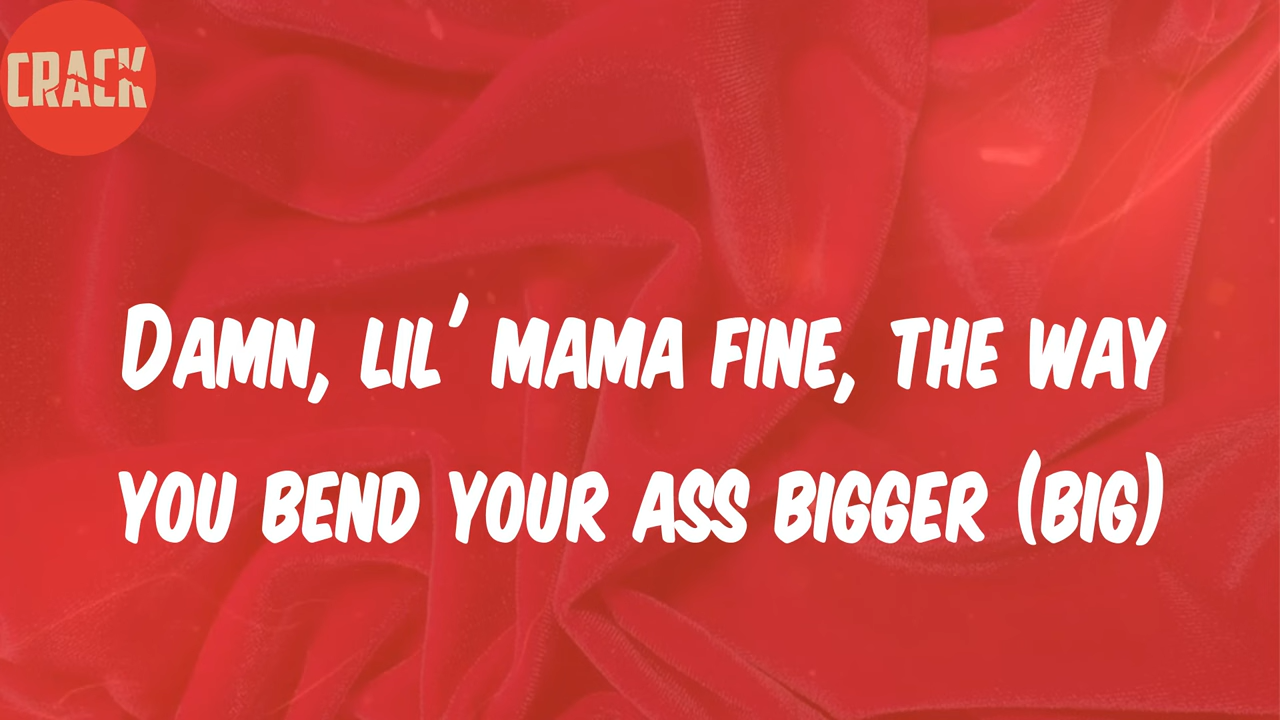 CRACK
Damn, lil' mama fine, the way
you bend your ass bigger (big)